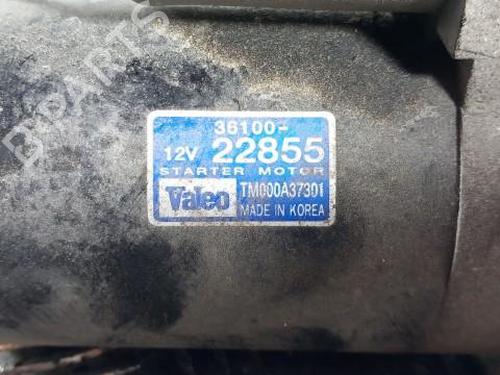 36100-
12V 22855
STARTER MOTOR
Valeo TM000A37301
MADE IN KOREA